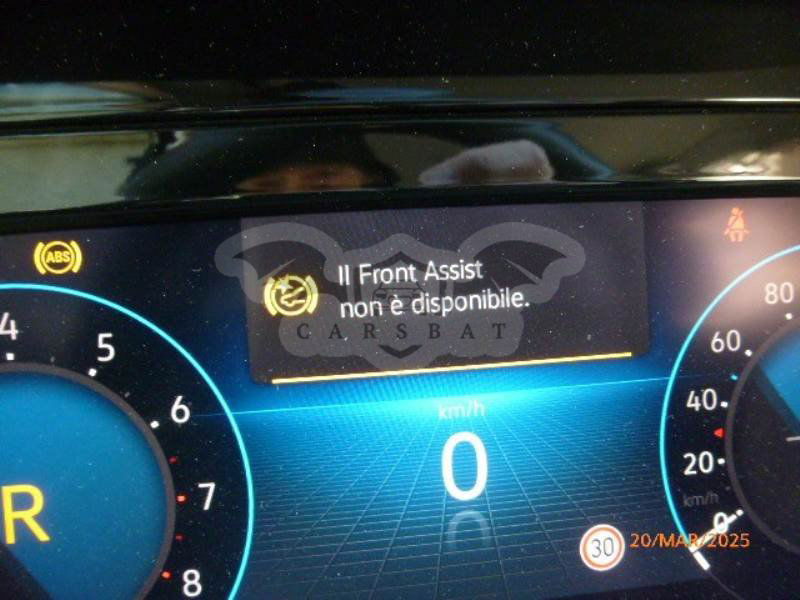 ABS
Il Front Assist
non è disponibile.
CARSBAT
4
5
6
7
8
R
km/h
0
80
60
40
20
km/h
0
30
20/MAR/2025